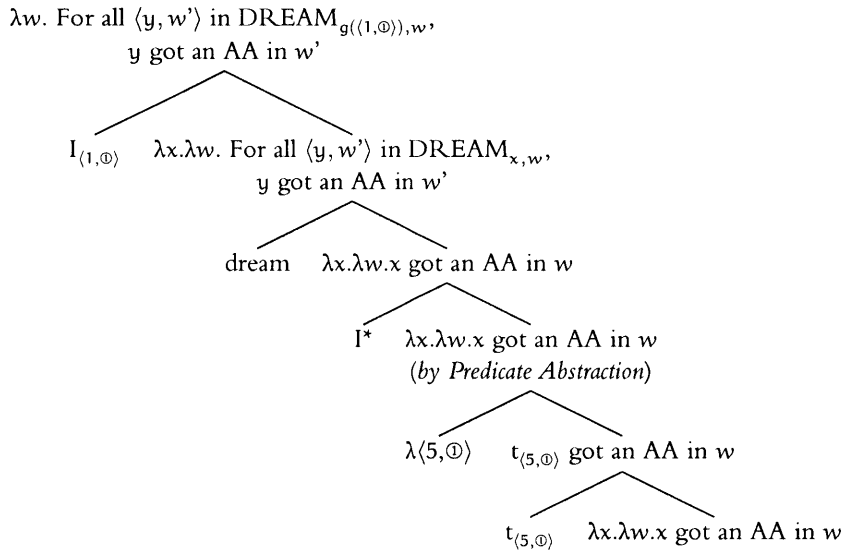 λw. For all ⟨y, w’⟩ in DREAM_{g(⟨1,①⟩),w},
y got an AA in w’
I_{⟨1,①⟩} λx.λw. For all ⟨y, w’⟩ in DREAM_{x,w},
y got an AA in w’
dream λx.λw.x got an AA in w
I* λx.λw.x got an AA in w
(by Predicate Abstraction)
λ⟨5,①⟩ t_{⟨5,①⟩} got an AA in w
t_{⟨5,①⟩} λx.λw.x got an AA in w